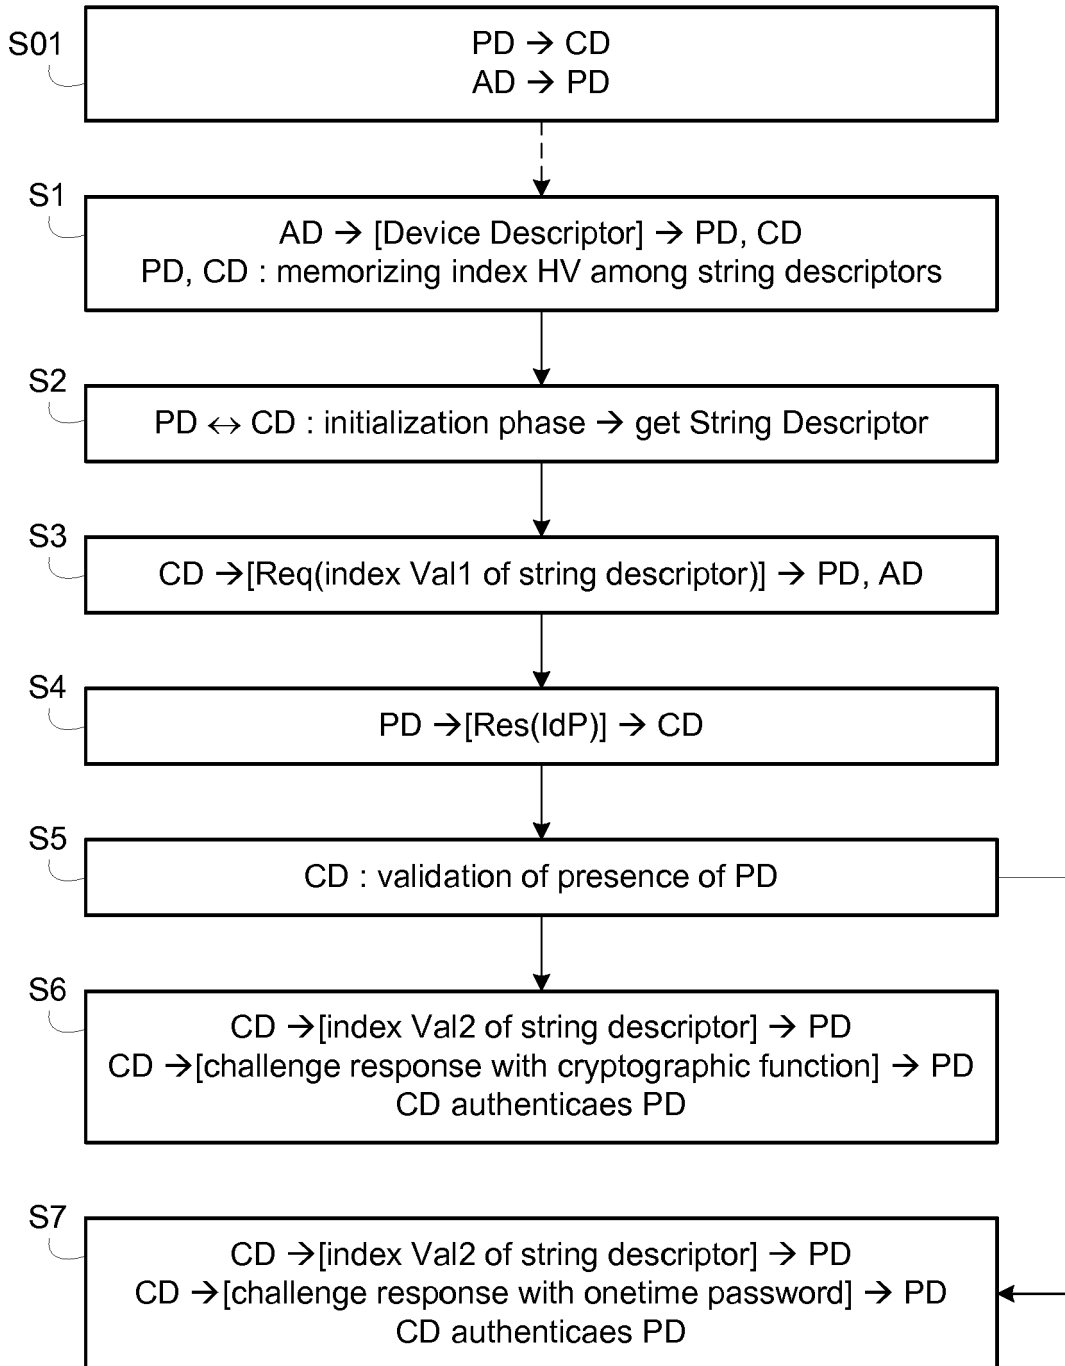 S01
PD → CD
AD → PD
S1
AD → [Device Descriptor] → PD, CD
PD, CD : memorizing index HV among string descriptors
S2
PD ↔ CD : initialization phase → get String Descriptor
S3
CD →[Req(index Val1 of string descriptor)] → PD, AD
S4
PD →[Res(IdP)] → CD
S5
CD : validation of presence of PD
S6
CD →[index Val2 of string descriptor] → PD
CD →[challenge response with cryptographic function] → PD
CD authenticaes PD
S7
CD →[index Val2 of string descriptor] → PD
CD →[challenge response with onetime password] → PD
CD authenticaes PD